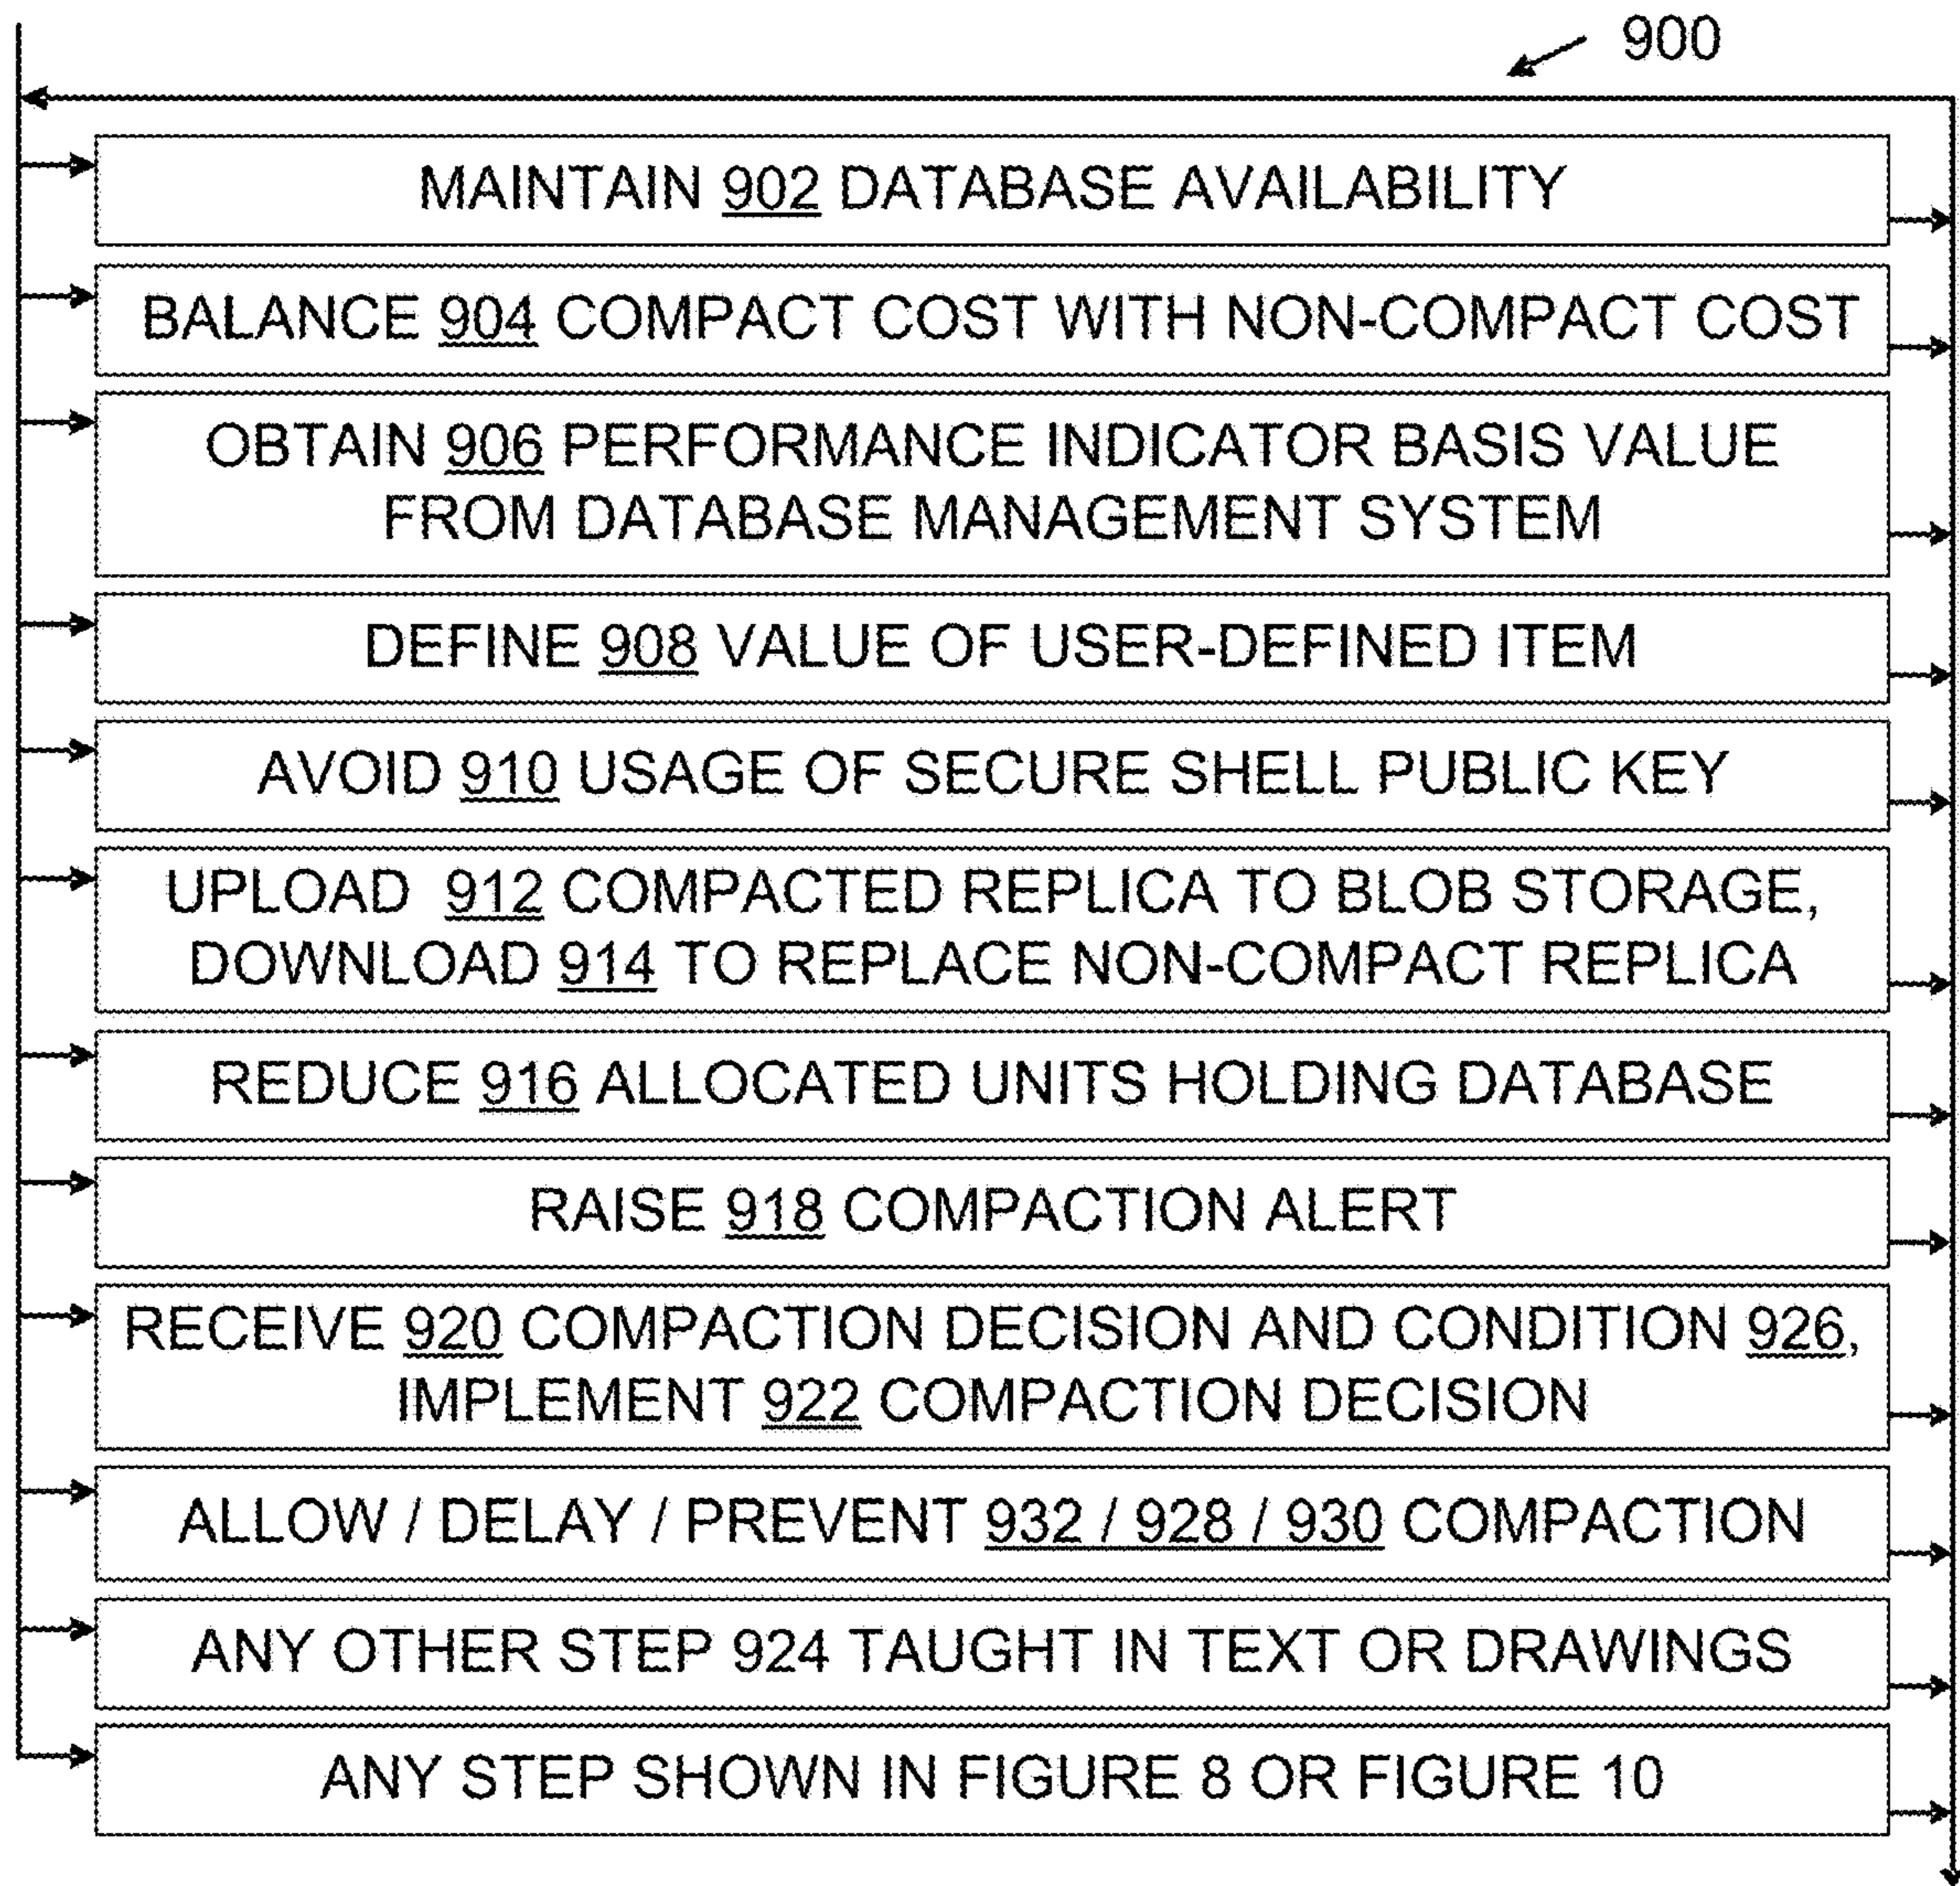 900
MAINTAIN 902 DATABASE AVAILABILITY
BALANCE 904 COMPACT COST WITH NON-COMPACT COST
OBTAIN 906 PERFORMANCE INDICATOR BASIS VALUE
FROM DATABASE MANAGEMENT SYSTEM
DEFINE 908 VALUE OF USER-DEFINED ITEM
AVOID 910 USAGE OF SECURE SHELL PUBLIC KEY
UPLOAD 912 COMPACTED REPLICA TO BLOB STORAGE,
DOWNLOAD 914 TO REPLACE NON-COMPACT REPLICA
REDUCE 916 ALLOCATED UNITS HOLDING DATABASE
RAISE 918 COMPACTION ALERT
RECEIVE 920 COMPACTION DECISION AND CONDITION 926,
IMPLEMENT 922 COMPACTION DECISION
ALLOW / DELAY / PREVENT 932 / 928 / 930 COMPACTION
ANY OTHER STEP 924 TAUGHT IN TEXT OR DRAWINGS
ANY STEP SHOWN IN FIGURE 8 OR FIGURE 10